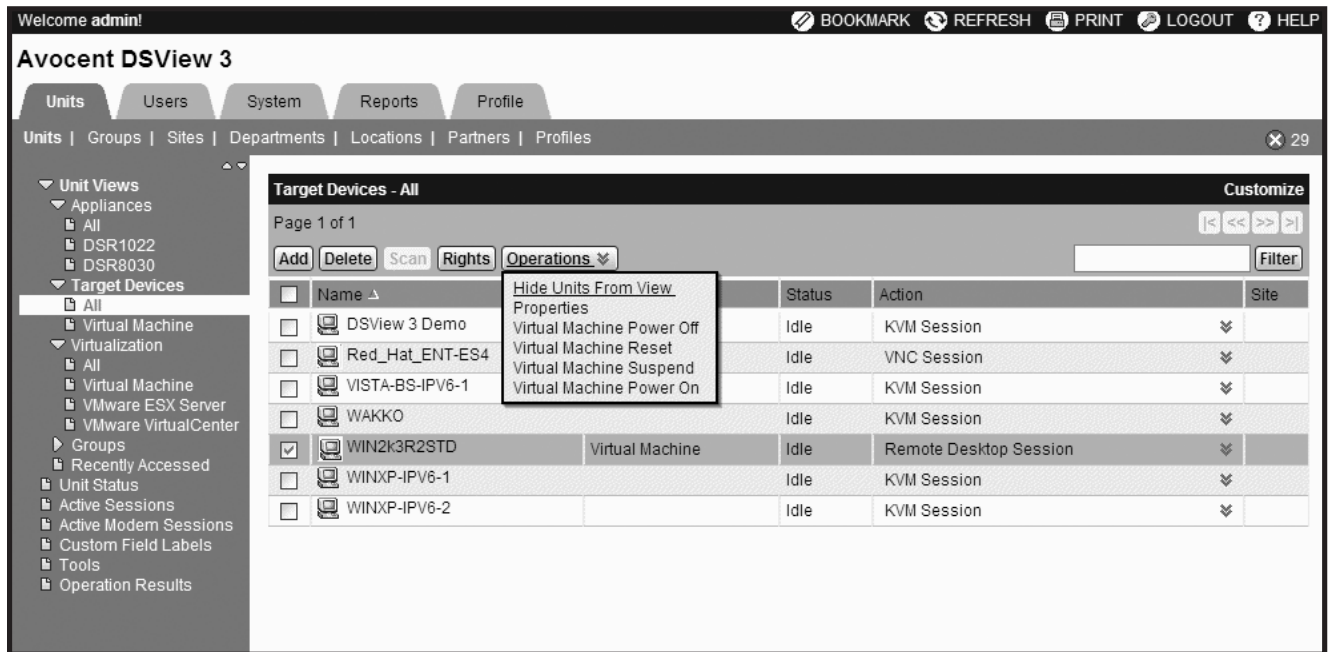 Welcome admin!
BOOKMARK REFRESH PRINT LOGOUT ? HELP
Avocent DSView 3
Units Users System Reports Profile
Units | Groups | Sites | Departments | Locations | Partners | Profiles
29
Unit Views
Appliances
All
DSR1022
DSR8030
Target Devices
All
Virtual Machine
Virtualization
All
Virtual Machine
VMware ESX Server
VMware VirtualCenter
Groups
Recently Accessed
Unit Status
Active Sessions
Active Modem Sessions
Custom Field Labels
Tools
Operation Results
Target Devices - All Customize
Page 1 of 1 |< << >> >|
Add Delete Scan Rights Operations Filter
Hide Units From View
Properties
Virtual Machine Power Off
Virtual Machine Reset
Virtual Machine Suspend
Virtual Machine Power On
Name Status Action Site
DSView 3 Demo Idle KVM Session
Red_Hat_ENT-ES4 Idle VNC Session
VISTA-BS-IPV6-1 Idle KVM Session
WAKKO Idle KVM Session
WIN2k3R2STD Virtual Machine Idle Remote Desktop Session
WINXP-IPV6-1 Idle KVM Session
WINXP-IPV6-2 Idle KVM Session